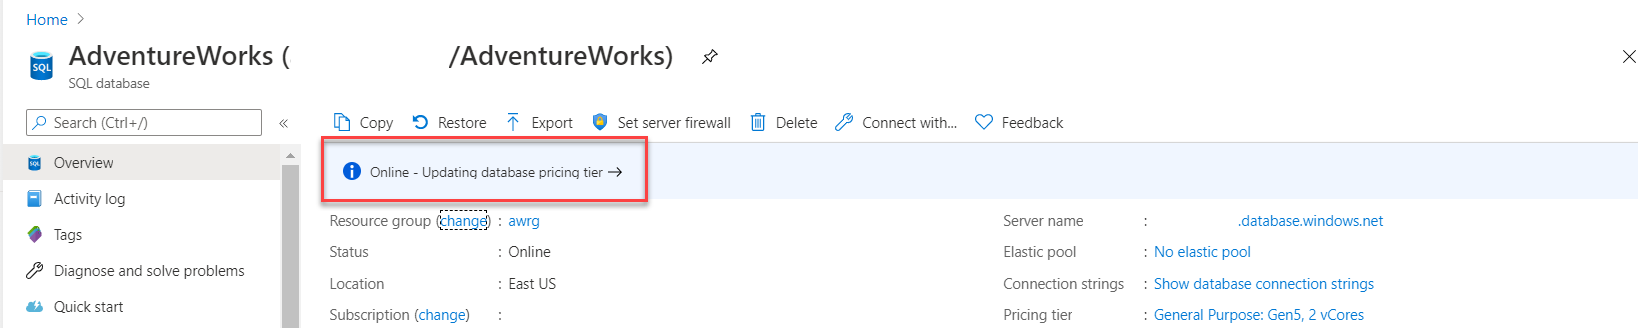 Home >
AdventureWorks ( /AdventureWorks)
SQL
SQL database
Search (Ctrl+/)
«
Copy Restore Export Set server firewall Delete Connect with... Feedback
SQL Overview
Activity log
Tags
Diagnose and solve problems
Quick start
Online - Updating database pricing tier →
Resource group (change) : awrg
Status : Online
Location : East US
Subscription (change) :
Server name : .database.windows.net
Elastic pool : No elastic pool
Connection strings : Show database connection strings
Pricing tier : General Purpose: Gen5, 2 vCores